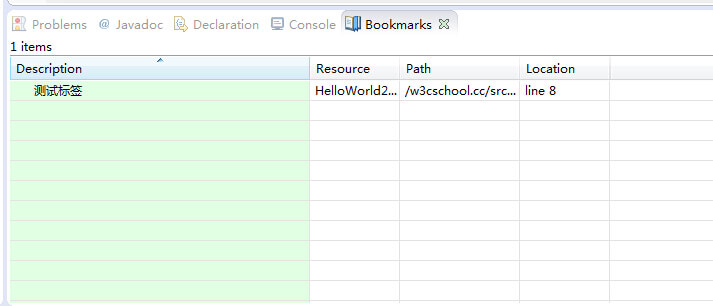 Problems @ Javadoc Declaration Console Bookmarks
1 items
Description Resource Path Location
测试标签 HelloWorld2... /w3cschool.cc/src... line 8